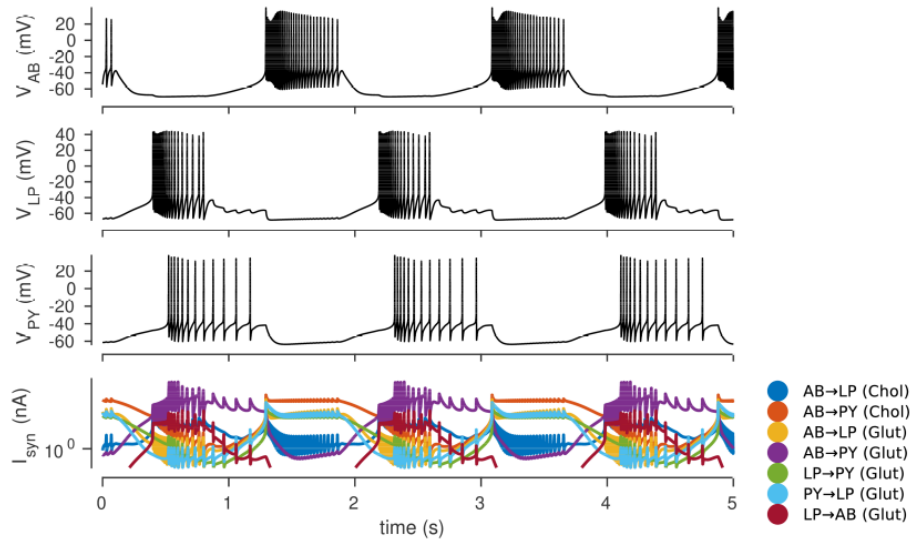 20
0
-20
-40
-60
V_AB (mV)
40
20
0
-20
-40
-60
V_LP (mV)
20
0
-20
-40
-60
V_PY (mV)
10^0
I_syn (nA)
0 1 2 3 4 5
time (s)
AB→LP (Chol)
AB→PY (Chol)
AB→LP (Glut)
AB→PY (Glut)
LP→PY (Glut)
PY→LP (Glut)
LP→AB (Glut)